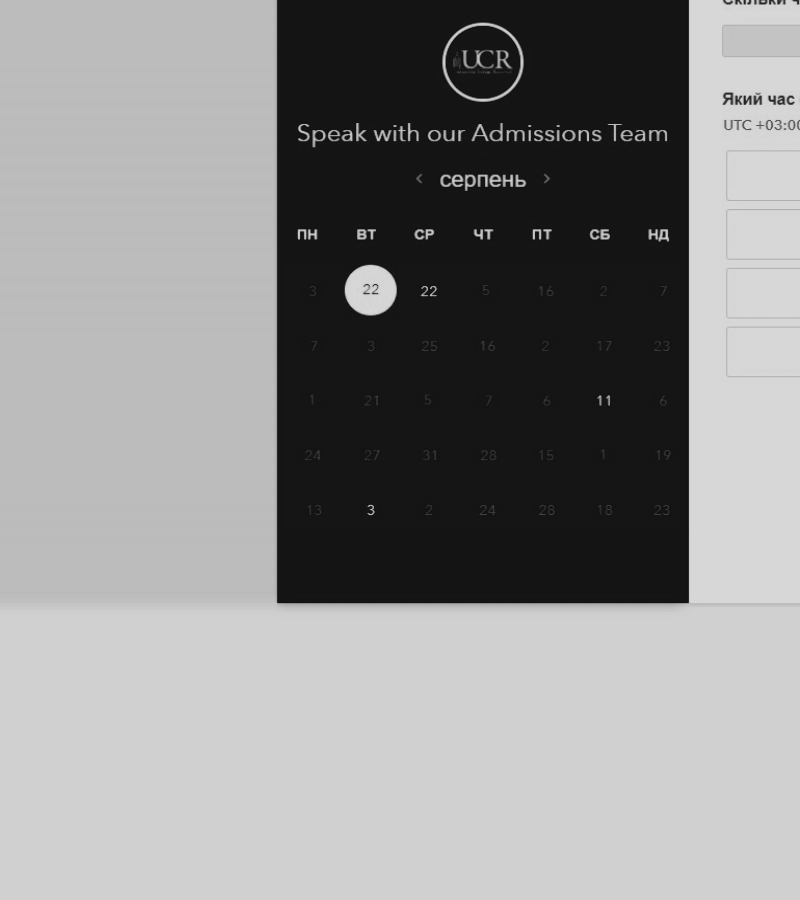 Скільки ч
UCR
Speak with our Admissions Team
< серпень >
ПН ВТ СР ЧТ ПТ СБ НД
3 22 22 5 16 2 7
7 3 25 16 2 17 23
1 21 5 7 6 11 6
24 27 31 28 15 1 19
13 3 2 24 28 18 23
Який час
UTC +03:00